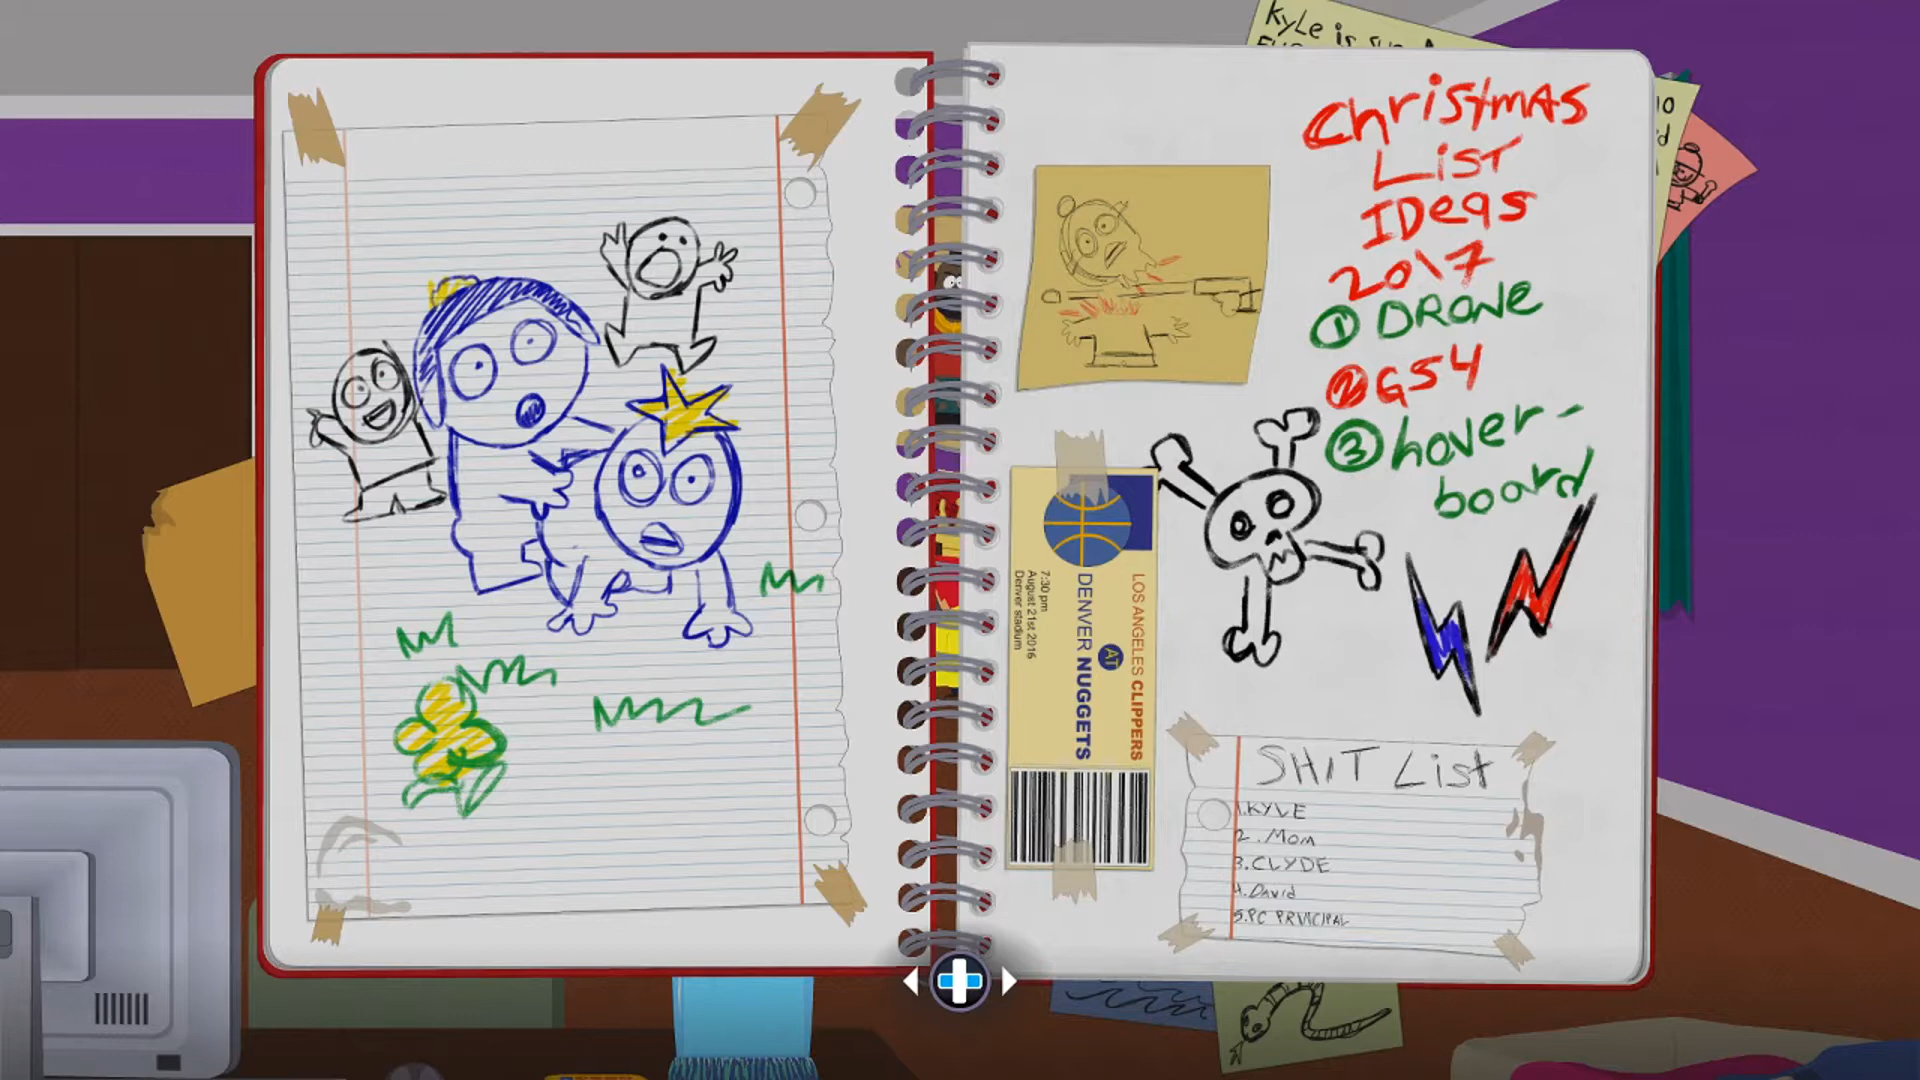 Kyle is
Christmas
List
IDeas
2017
① DRONE
② GS4
③ hover-
board
LOS ANGELES CLIPPERS
AT
DENVER NUGGETS
7:30 pm
August 21st 2016
Denver stadium
SHIT List
1.KYLE
2.Mom
3.CLYDE
4.David
5.PC PRVICIPAL